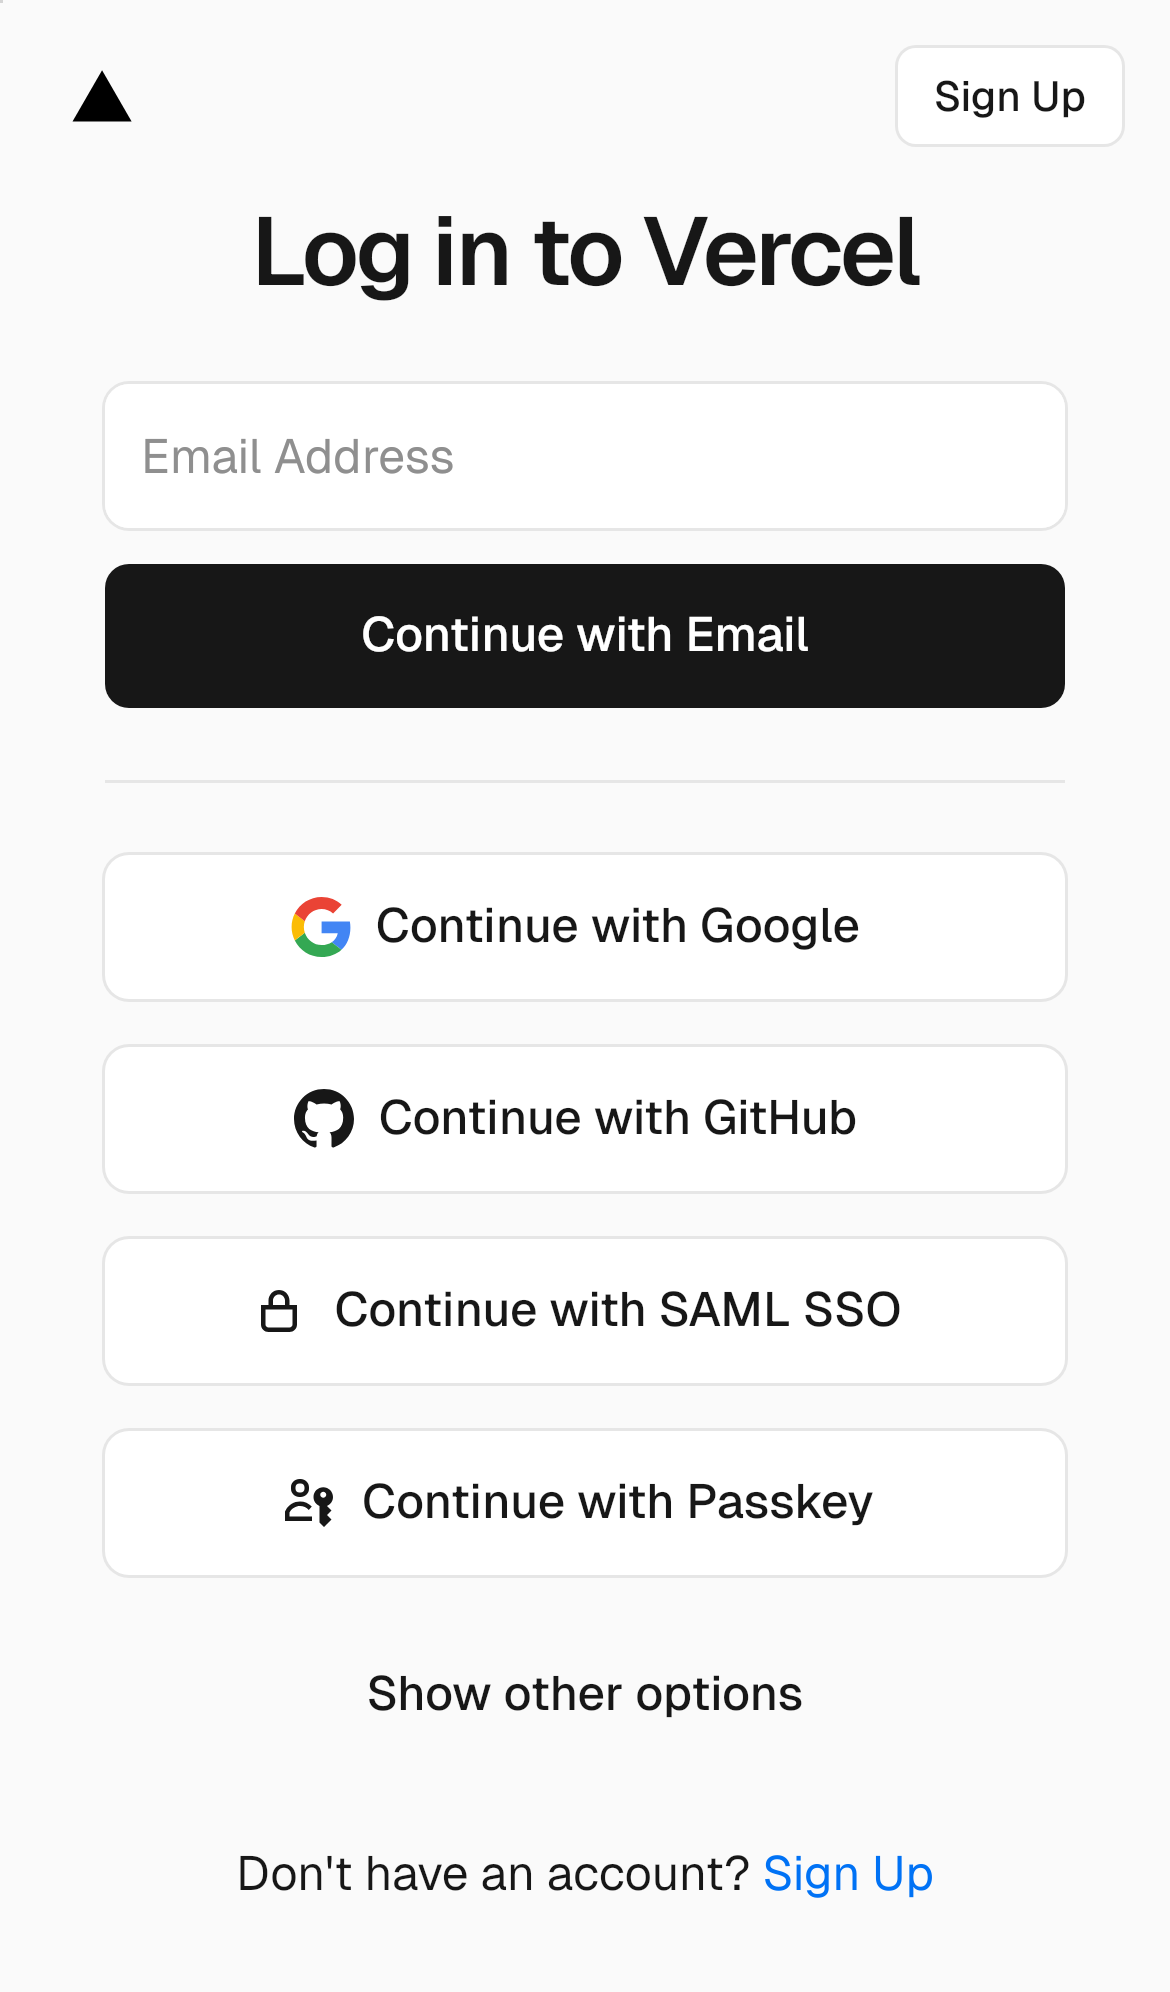 Sign Up
Log in to Vercel
Email Address
Continue with Email
Continue with Google
Continue with GitHub
Continue with SAML SSO
Continue with Passkey
Show other options
Don't have an account? Sign Up